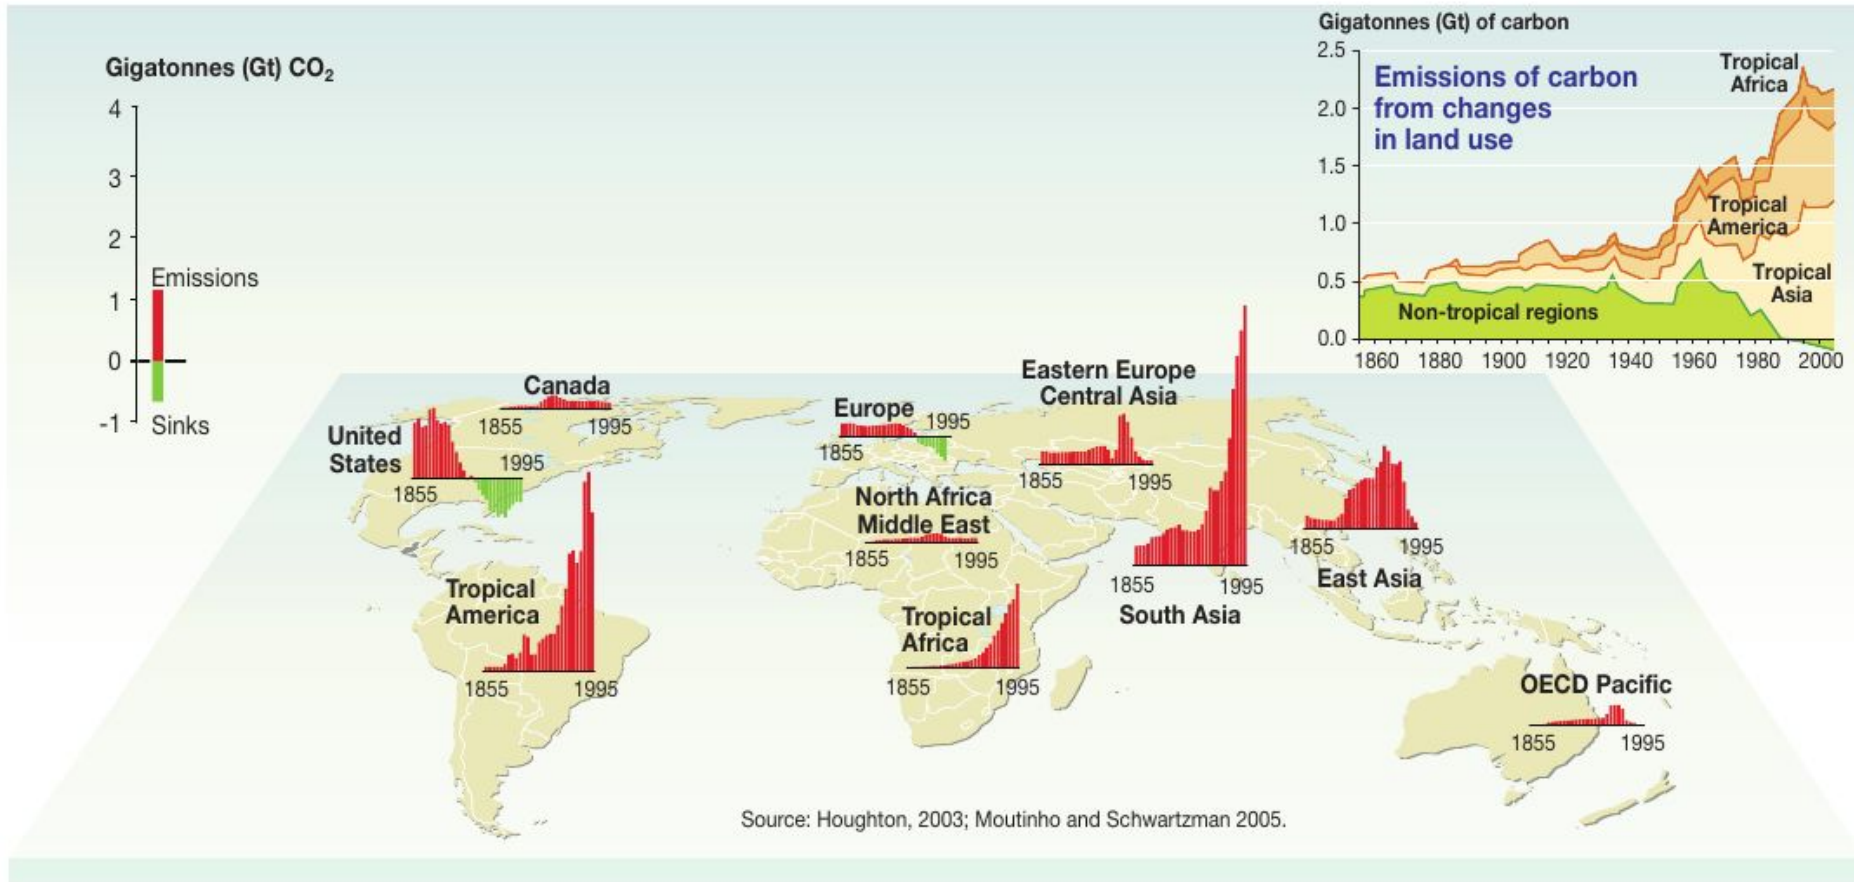 Gigatonnes (Gt) CO₂
4
3
2
1
0
-1
Emissions
Sinks
Gigatonnes (Gt) of carbon
2.5
2.0
1.5
1.0
0.5
0.0
Emissions of carbon
from changes
in land use
Tropical
Africa
Tropical
America
Tropical
Asia
Non-tropical regions
1860 1880 1900 1920 1940 1960 1980 2000
Canada
1855 1995
United
States
1855 1995
Europe
1855 1995
Eastern Europe
Central Asia
1855 1995
North Africa
Middle East
1855 1995
Tropical
America
1855 1995
Tropical
Africa
1855 1995
1855 1995
South Asia
1855 1995
East Asia
OECD Pacific
1855 1995
Source: Houghton, 2003; Moutinho and Schwartzman 2005.